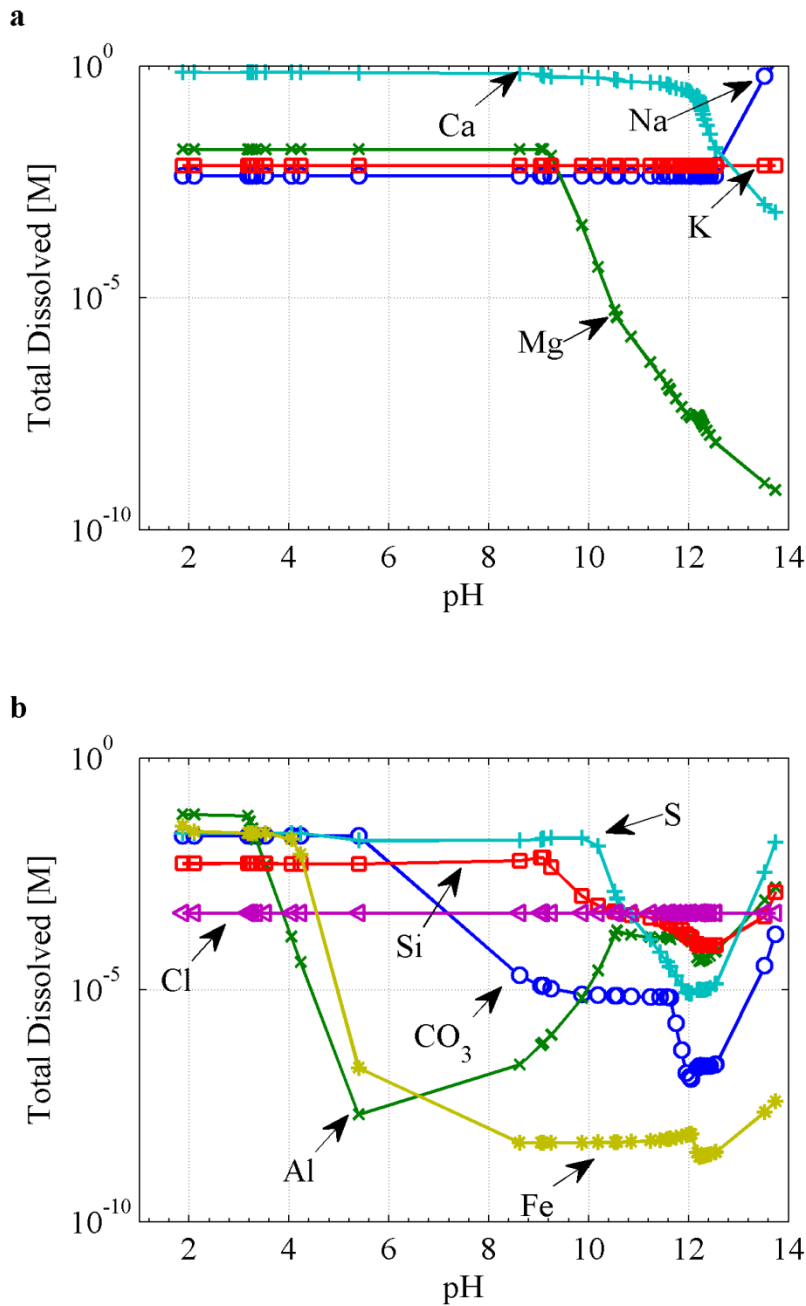 a
10^0
Ca
Na
K
10^-5
Mg
10^-10
Total Dissolved [M]
2 4 6 8 10 12 14
pH
b
10^0
S
Si
Cl
10^-5
CO₃
Al
Fe
10^-10
Total Dissolved [M]
2 4 6 8 10 12 14
pH